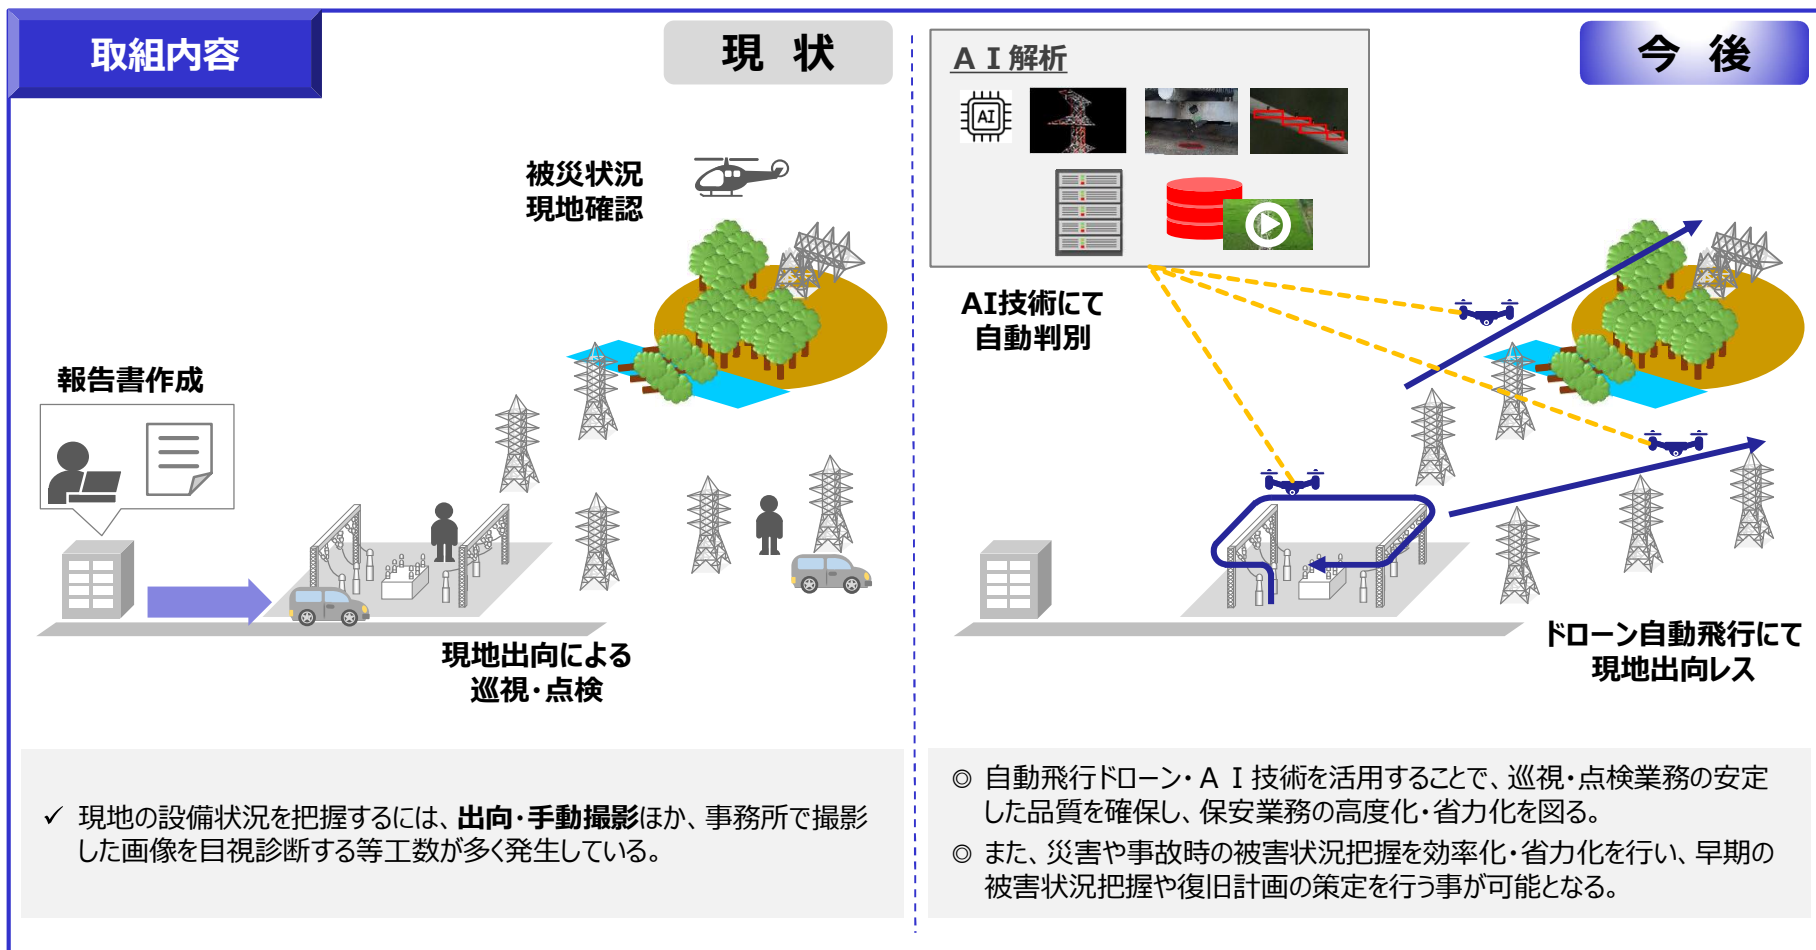 取組内容
現 状
被災状況
現地確認
報告書作成
現地出向による
巡視・点検
✓ 現地の設備状況を把握するには、出向・手動撮影ほか、事務所で撮影
した画像を目視診断する等工数が多く発生している。
今 後
ＡＩ解析
AI
AI技術にて
自動判別
ドローン自動飛行にて
現地出向レス
◎ 自動飛行ドローン・ＡＩ技術を活用することで、巡視・点検業務の安定
した品質を確保し、保安業務の高度化・省力化を図る。
◎ また、災害や事故時の被害状況把握を効率化・省力化を行い、早期の
被害状況把握や復旧計画の策定を行う事が可能となる。